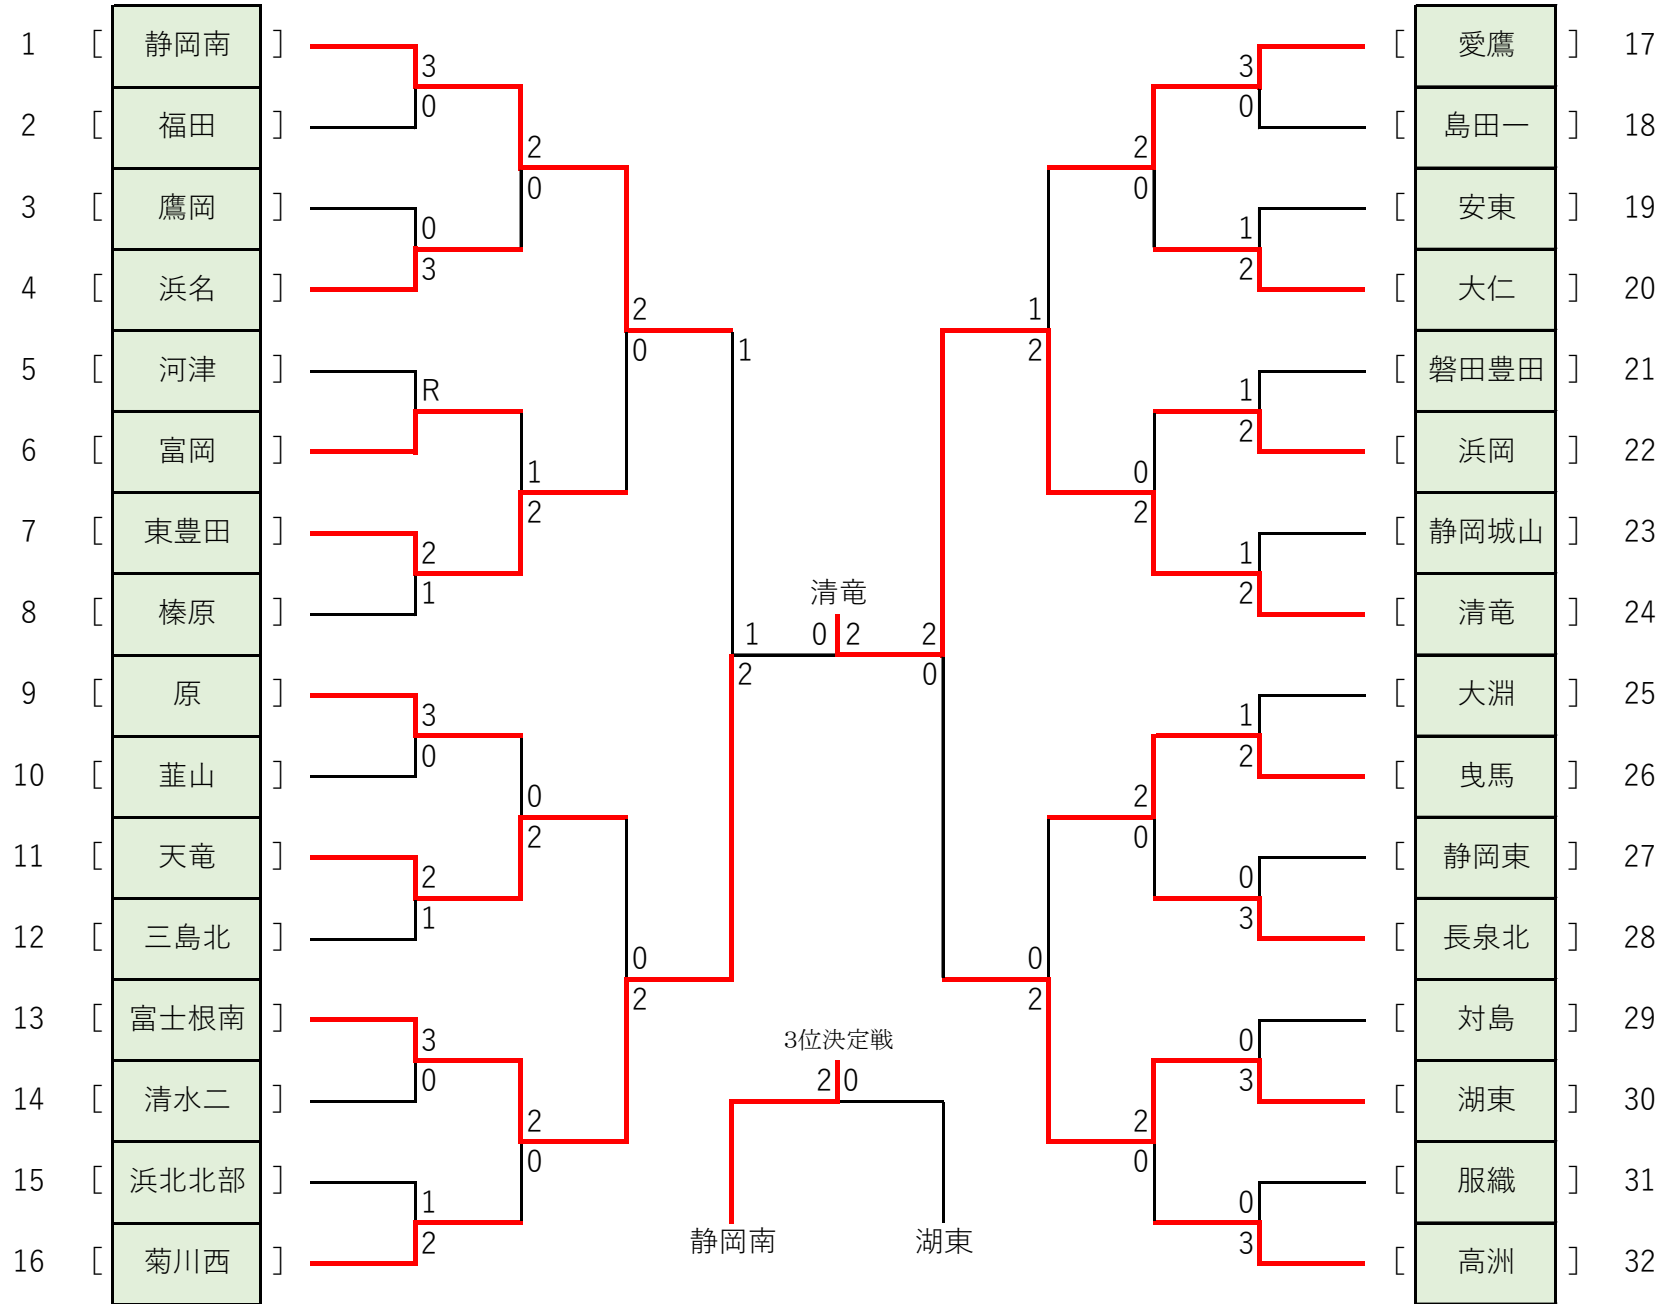 1 [ 静岡南 ]
2 [ 福田 ]
3 [ 鷹岡 ]
4 [ 浜名 ]
5 [ 河津 ]
6 [ 富岡 ]
7 [ 東豊田 ]
8 [ 榛原 ]
9 [ 原 ]
10 [ 韮山 ]
11 [ 天竜 ]
12 [ 三島北 ]
13 [ 富士根南 ]
14 [ 清水二 ]
15 [ 浜北北部 ]
16 [ 菊川西 ]
3
0
0
3
R
2
1
3
0
2
1
3
0
1
2
2
0
1
2
0
2
2
0
2
0
0
2
1
1
2
清竜
0 2
3位決定戦
2 0
静岡南 湖東
2
0
1
2
0
2
2
0
0
2
2
0
2
0
3
0
1
2
1
2
1
2
1
2
0
3
0
3
0
3
[ 愛鷹 ] 17
[ 島田一 ] 18
[ 安東 ] 19
[ 大仁 ] 20
[ 磐田豊田 ] 21
[ 浜岡 ] 22
[ 静岡城山 ] 23
[ 清竜 ] 24
[ 大淵 ] 25
[ 曳馬 ] 26
[ 静岡東 ] 27
[ 長泉北 ] 28
[ 対島 ] 29
[ 湖東 ] 30
[ 服織 ] 31
[ 高洲 ] 32